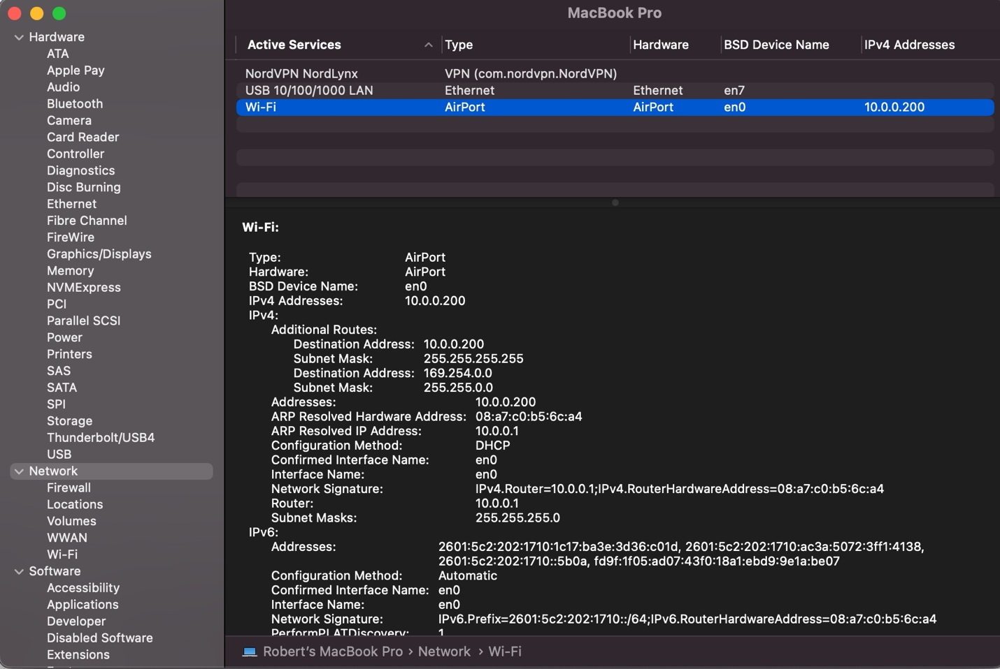 MacBook Pro
Hardware
ATA
Apple Pay
Audio
Bluetooth
Camera
Card Reader
Controller
Diagnostics
Disc Burning
Ethernet
Fibre Channel
FireWire
Graphics/Displays
Memory
NVMExpress
PCI
Parallel SCSI
Power
Printers
SAS
SATA
SPI
Storage
Thunderbolt/USB4
USB
Network
Firewall
Locations
Volumes
WWAN
Wi-Fi
Software
Accessibility
Applications
Developer
Disabled Software
Extensions
Active Services Type Hardware BSD Device Name IPv4 Addresses
NordVPN NordLynx VPN (com.nordvpn.NordVPN)
USB 10/100/1000 LAN Ethernet Ethernet en7
Wi-Fi AirPort AirPort en0 10.0.0.200
Wi-Fi:
Type: AirPort
Hardware: AirPort
BSD Device Name: en0
IPv4 Addresses: 10.0.0.200
IPv4:
Additional Routes:
Destination Address: 10.0.0.200
Subnet Mask: 255.255.255.255
Destination Address: 169.254.0.0
Subnet Mask: 255.255.0.0
Addresses: 10.0.0.200
ARP Resolved Hardware Address: 08:a7:c0:b5:6c:a4
ARP Resolved IP Address: 10.0.0.1
Configuration Method: DHCP
Confirmed Interface Name: en0
Interface Name: en0
Network Signature: IPv4.Router=10.0.0.1;IPv4.RouterHardwareAddress=08:a7:c0:b5:6c:a4
Router: 10.0.0.1
Subnet Masks: 255.255.255.0
IPv6:
Addresses: 2601:5c2:202:1710:1c17:ba3e:3d36:c01d, 2601:5c2:202:1710:ac3a:5072:3ff1:4138,
2601:5c2:202:1710::5b0a, fd9f:1f05:ad07:43f0:18a1:ebd9:9e1a:be07
Configuration Method: Automatic
Confirmed Interface Name: en0
Interface Name: en0
Network Signature: IPv6.Prefix=2601:5c2:202:1710::/64;IPv6.RouterHardwareAddress=08:a7:c0:b5:6c:a4
PerformPLATDiscovery: 1
Robert's MacBook Pro › Network › Wi-Fi